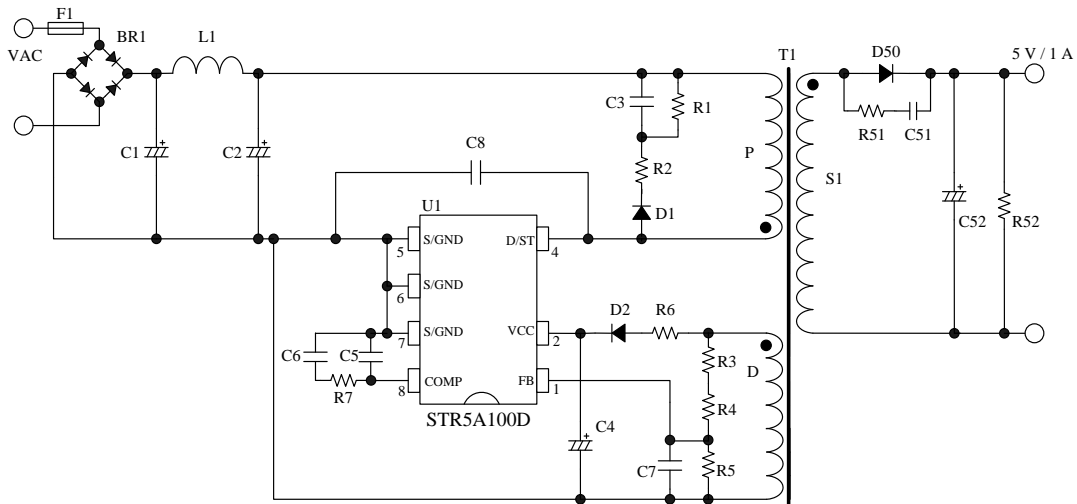 F1
BR1
L1
T1
D50
5 V / 1 A
VAC
C3
R1
R51
C51
C1
C2
C8
P
R2
S1
U1
D1
C52
R52
S/GND
D/ST
5
4
S/GND
6
D2
R6
S/GND
VCC
7
2
C6
C5
R3
D
R7
COMP
FB
8
1
R4
STR5A100D
C4
C7
R5